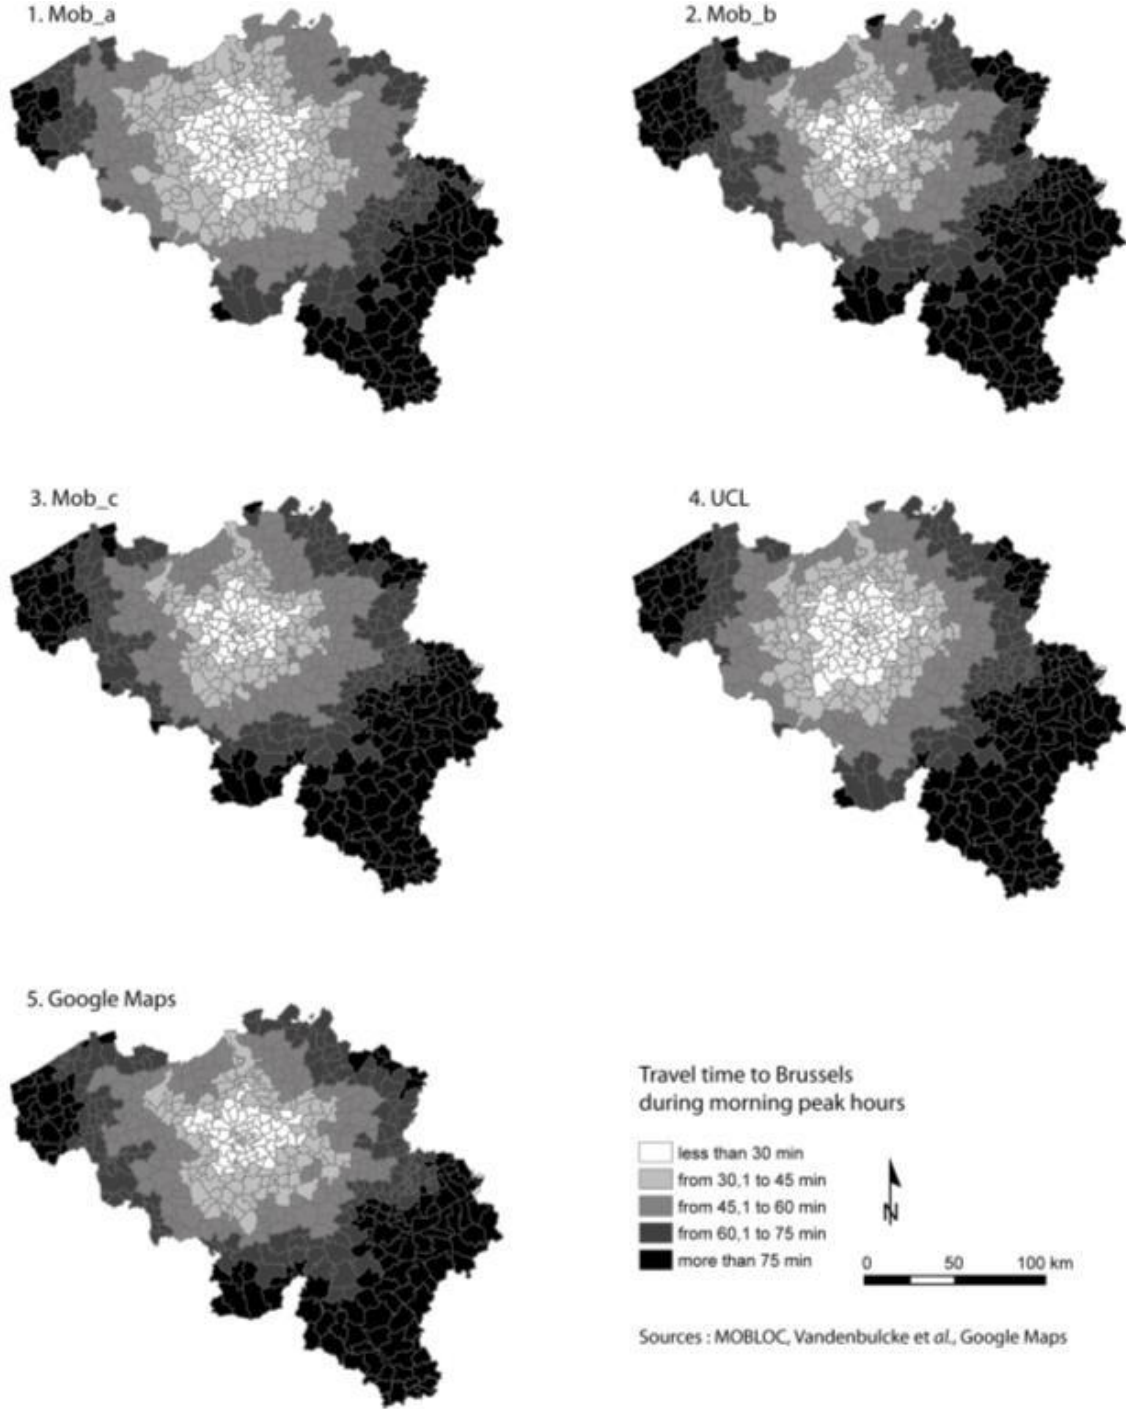 1. Mob_a
2. Mob_b
3. Mob_c
4. UCL
5. Google Maps
Travel time to Brussels
during morning peak hours
less than 30 min
from 30,1 to 45 min
from 45,1 to 60 min
from 60,1 to 75 min
more than 75 min
N
0 50 100 km
Sources : MOBLOC, Vandenbulcke et al., Google Maps